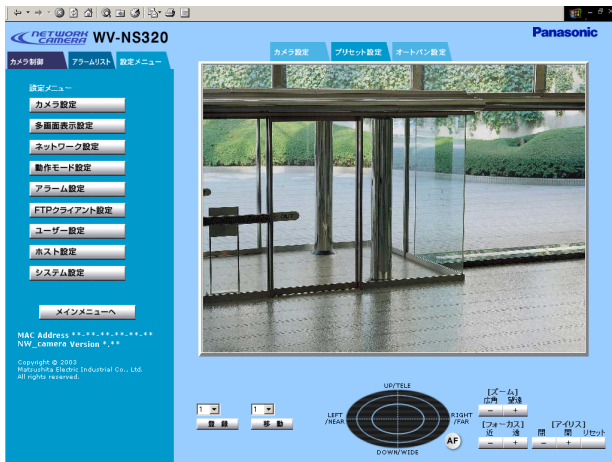 NETWORK CAMERA WV-NS320
Panasonic
カメラ制御 アラームリスト 設定メニュー
カメラ設定 プリセット設定 オートパン設定
設定メニュー
カメラ設定
多画面表示設定
ネットワーク設定
動作モード設定
アラーム設定
FTPクライアント設定
ユーザー設定
ホスト設定
システム設定
メインメニューへ
MAC Address **-**-**-**-**-**
NW_camera Version *.**
Copyright © 2003
Matsushita Electric Industrial Co., Ltd.
All rights reserved.
OUT
1 1
登 録 移 動
UP/TELE
LEFT
/NEAR
RIGHT
/FAR
DOWN/WIDE
AF
[ズーム]
広角 望遠
- +
[フォーカス] [アイリス]
近 遠 閉 開 リセット
- + - +